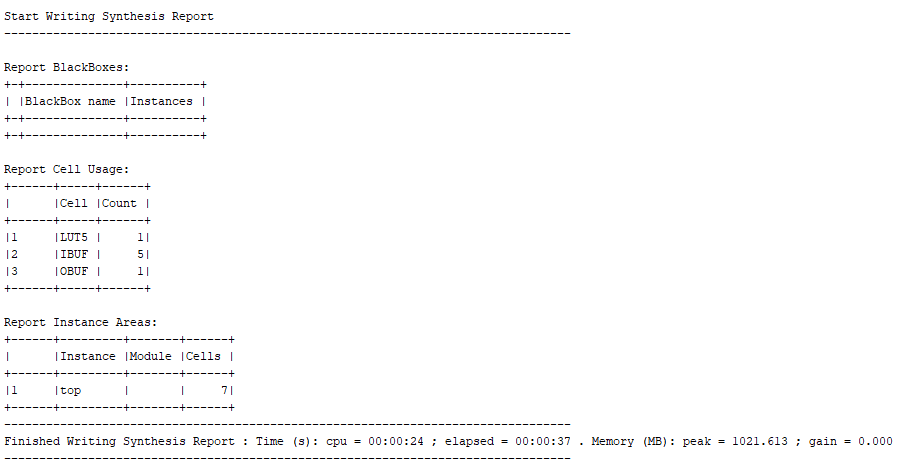 Start Writing Synthesis Report
---------------------------------------------------------------------------------

Report BlackBoxes:
+-+--------------+----------+
| |BlackBox name |Instances |
+-+--------------+----------+
+-+--------------+----------+

Report Cell Usage:
+------+-----+------+
|      |Cell |Count |
+------+-----+------+
|1     |LUT5 |     1|
|2     |IBUF |     5|
|3     |OBUF |     1|
+------+-----+------+

Report Instance Areas:
+------+---------+-------+------+
|      |Instance |Module |Cells |
+------+---------+-------+------+
|1     |top      |       |     7|
+------+---------+-------+------+
---------------------------------------------------------------------------------
Finished Writing Synthesis Report : Time (s): cpu = 00:00:24 ; elapsed = 00:00:37 . Memory (MB): peak = 1021.613 ; gain = 0.000
---------------------------------------------------------------------------------